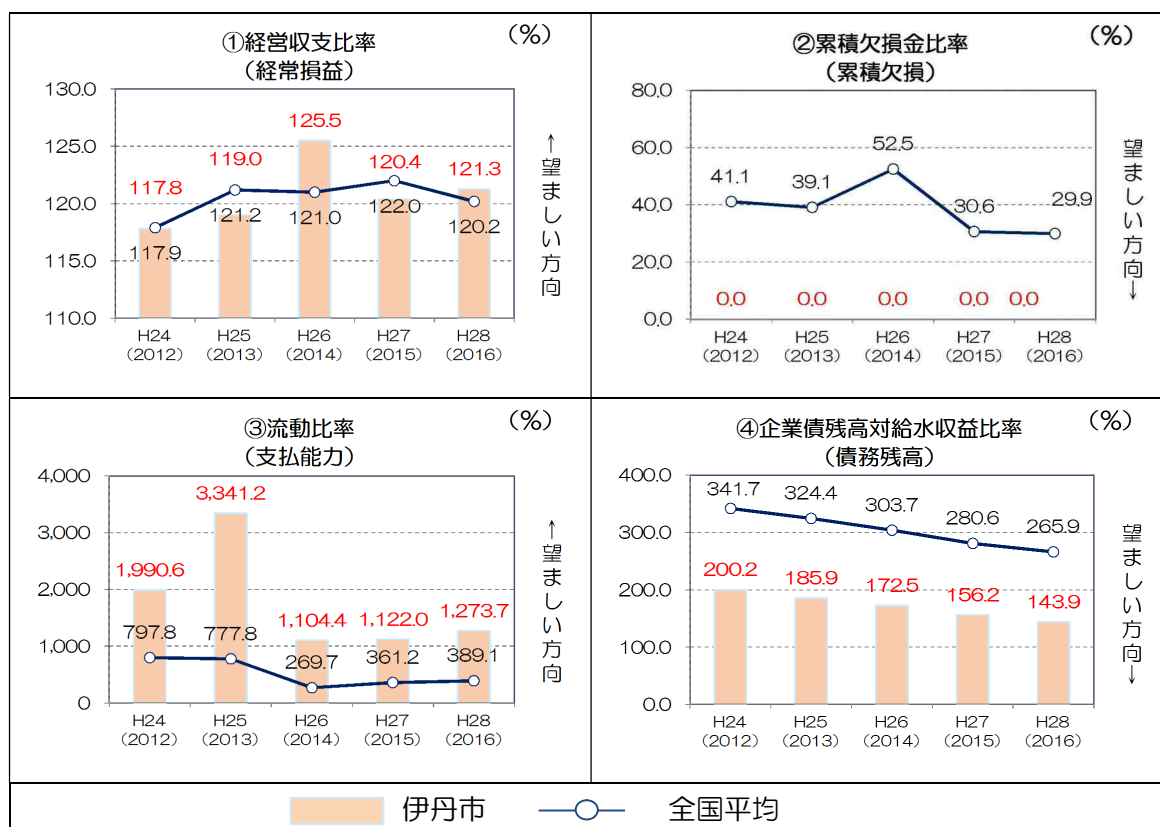 ①経営収支比率
（経常損益）
(%)
130.0
125.0
120.0
115.0
110.0
117.8
119.0
125.5
120.4
121.3
117.9
121.2
121.0
122.0
120.2
H24
(2012)
H25
(2013)
H26
(2014)
H27
(2015)
H28
(2016)
↑望ましい方向
②累積欠損金比率
（累積欠損）
(%)
80.0
60.0
40.0
20.0
0.0
41.1
39.1
52.5
30.6
29.9
0.0
0.0
0.0
0.0
0.0
H24
(2012)
H25
(2013)
H26
(2014)
H27
(2015)
H28
(2016)
望ましい方向↓
③流動比率
（支払能力）
(%)
4,000
3,000
2,000
1,000
0
1,990.6
3,341.2
1,104.4
1,122.0
1,273.7
797.8
777.8
269.7
361.2
389.1
H24
(2012)
H25
(2013)
H26
(2014)
H27
(2015)
H28
(2016)
↑望ましい方向
④企業債残高対給水収益比率
（債務残高）
(%)
400.0
300.0
200.0
100.0
0.0
341.7
324.4
303.7
280.6
265.9
200.2
185.9
172.5
156.2
143.9
H24
(2012)
H25
(2013)
H26
(2014)
H27
(2015)
H28
(2016)
望ましい方向↓
伊丹市
全国平均